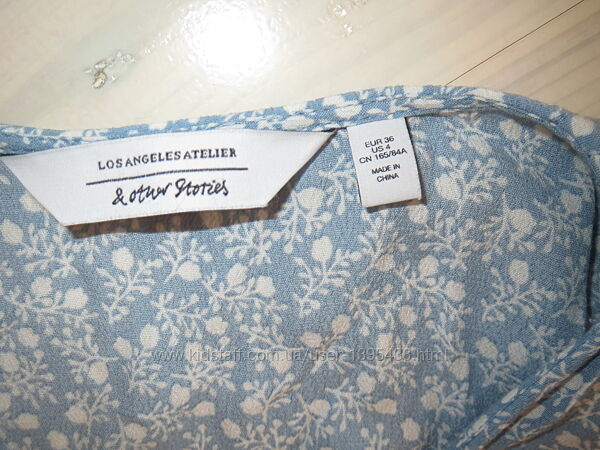 LOS ANGELES ATELIER
& other Stories
EUR 36
US 4
CN 165/84A
MADE IN
CHINA
www.kidstaff.com.ua/user-1395436.html